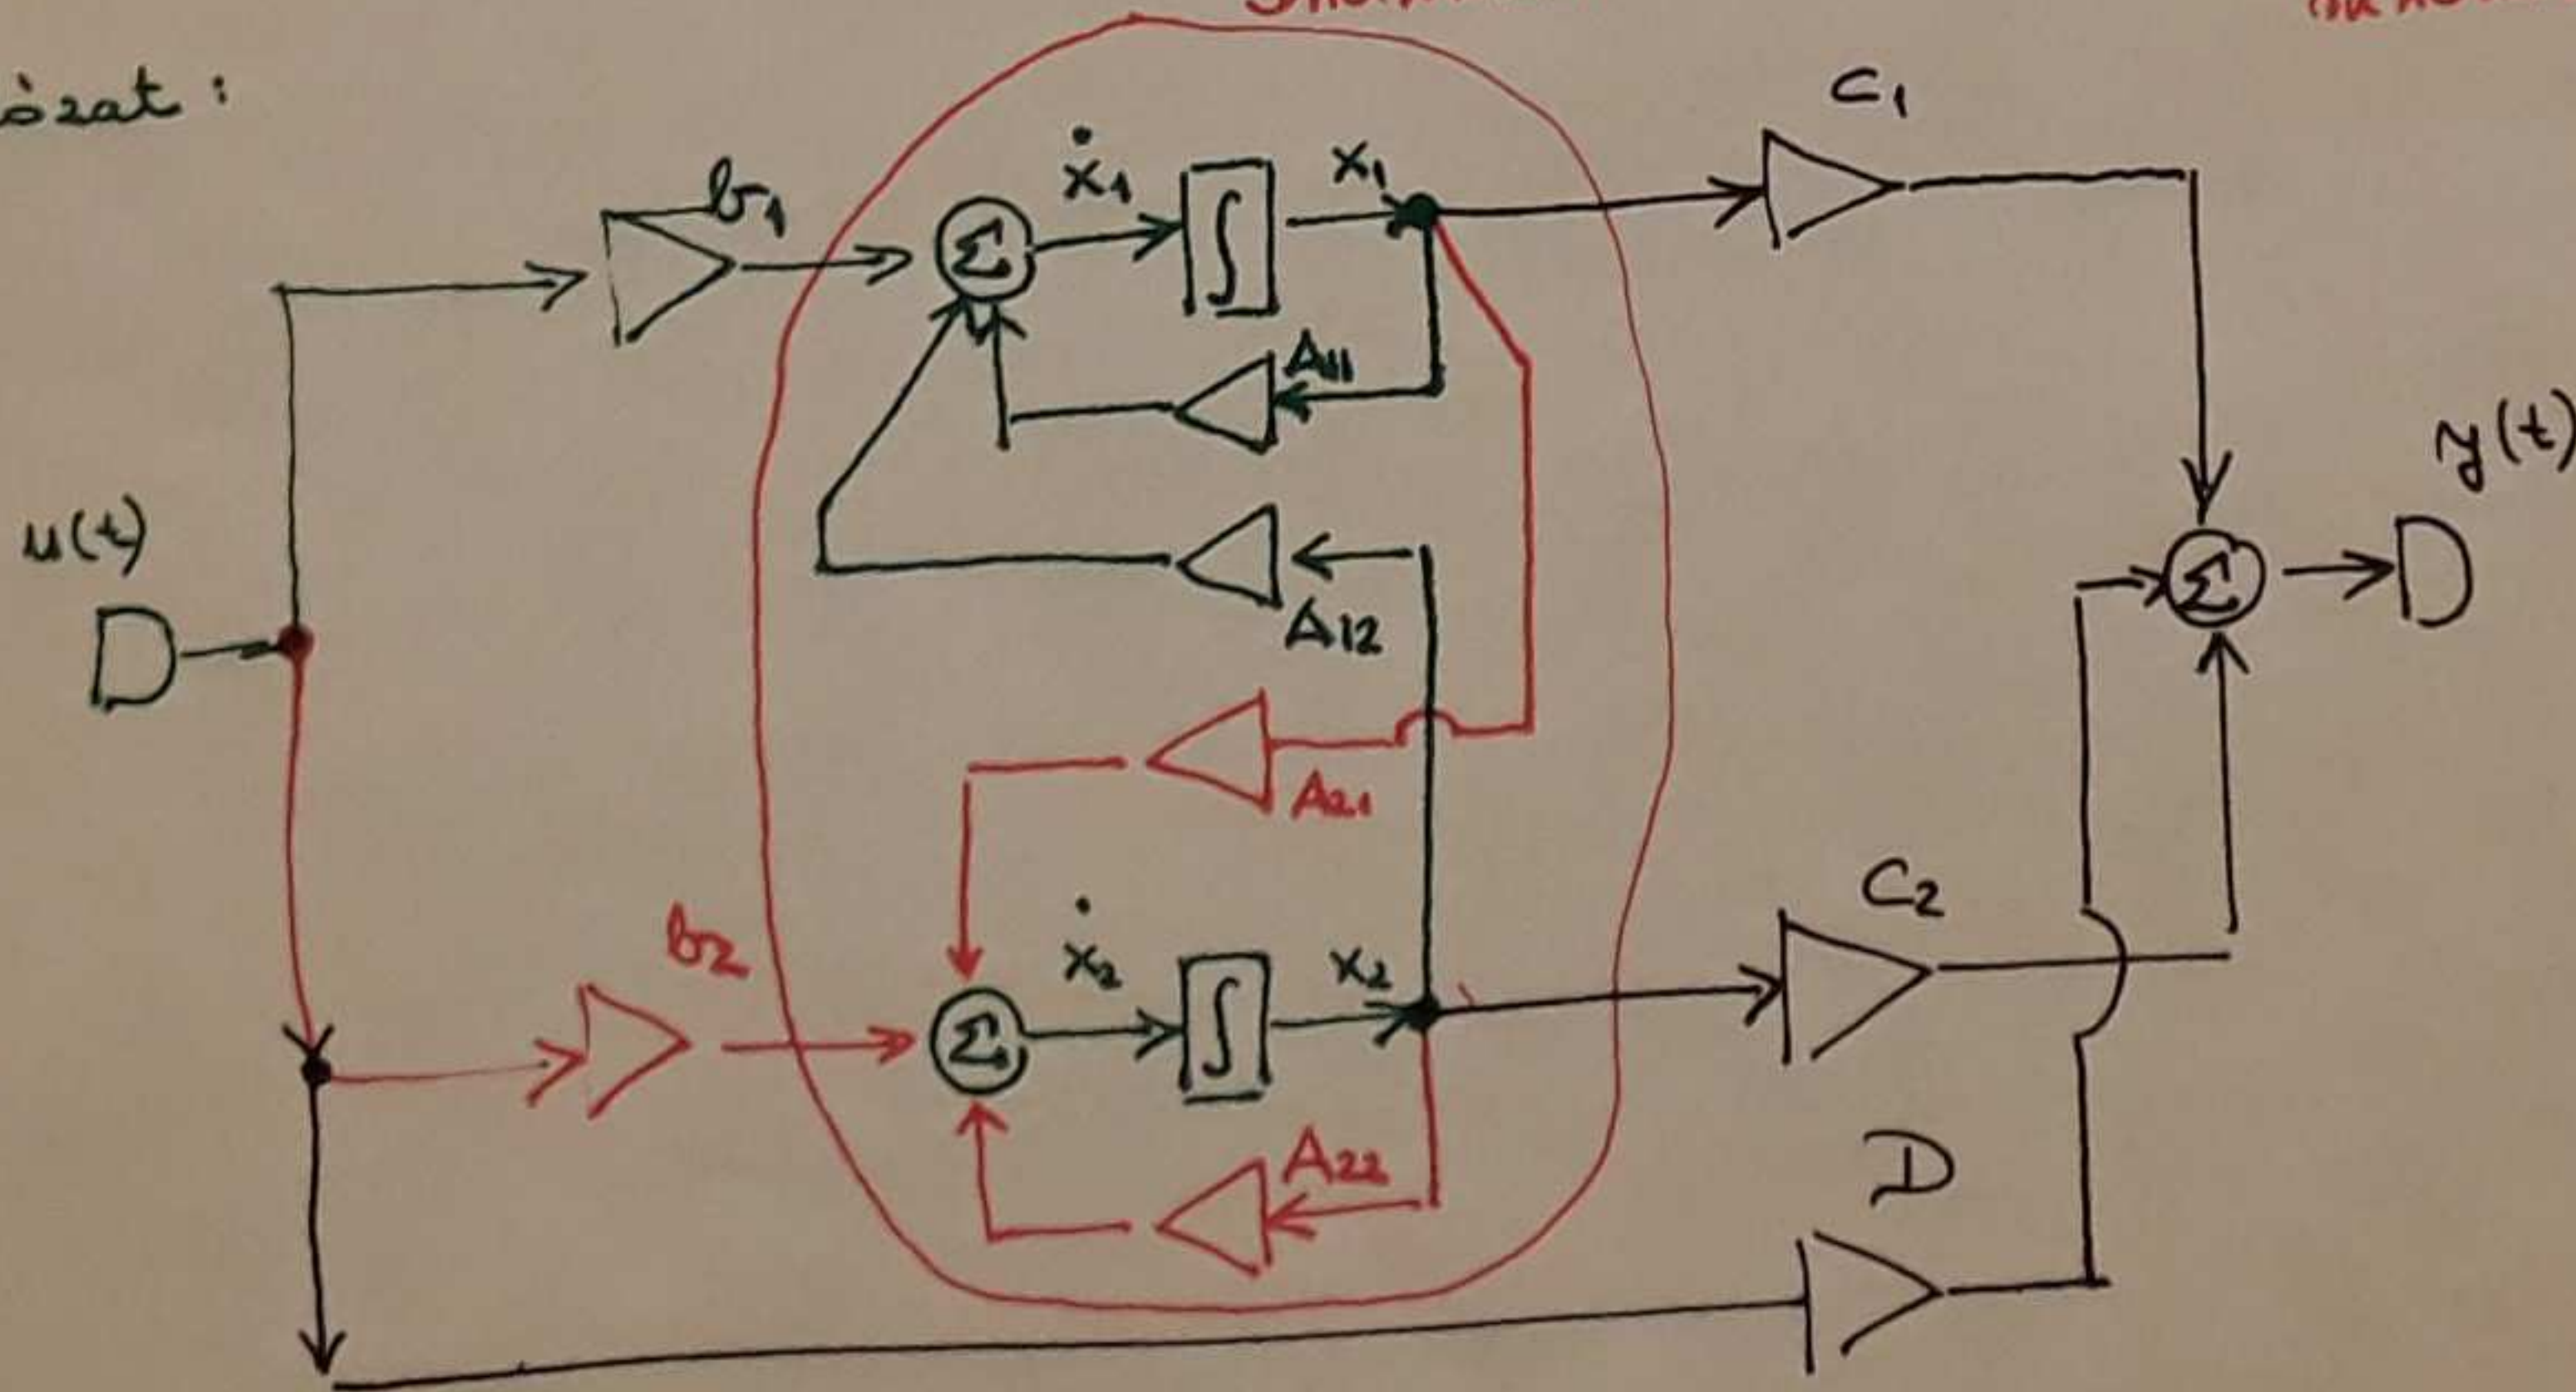 C₁
b₁
Σ
ẋ₁
∫
x₁
A₁₁
y(t)
u(t)
Σ
A₁₂
A₂₁
C₂
b₂
Σ
ẋ₂
∫
x₂
A₂₂
D